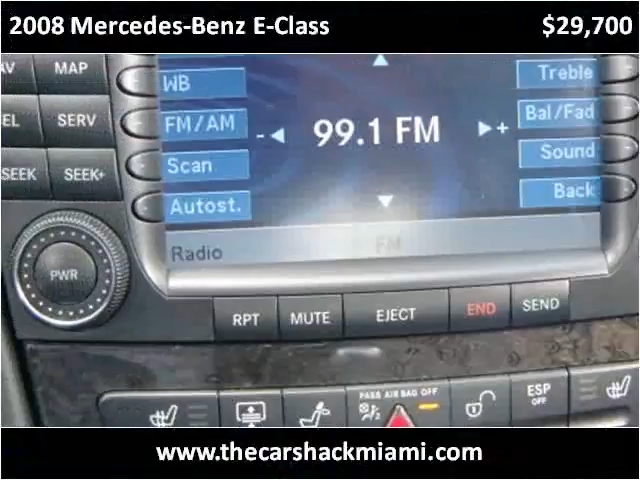 2008 Mercedes-Benz E-Class $29,700
MAP
WB
Treble
SERV
FM/AM
- 99.1 FM +
Bal/Fad
Scan
Sound
SEEK SEEK+
Autost.
Back
Radio FM
PWR
RPT MUTE EJECT END SEND
PASS AIR BAG OFF
ESP
OFF
www.thecarshackmiami.com